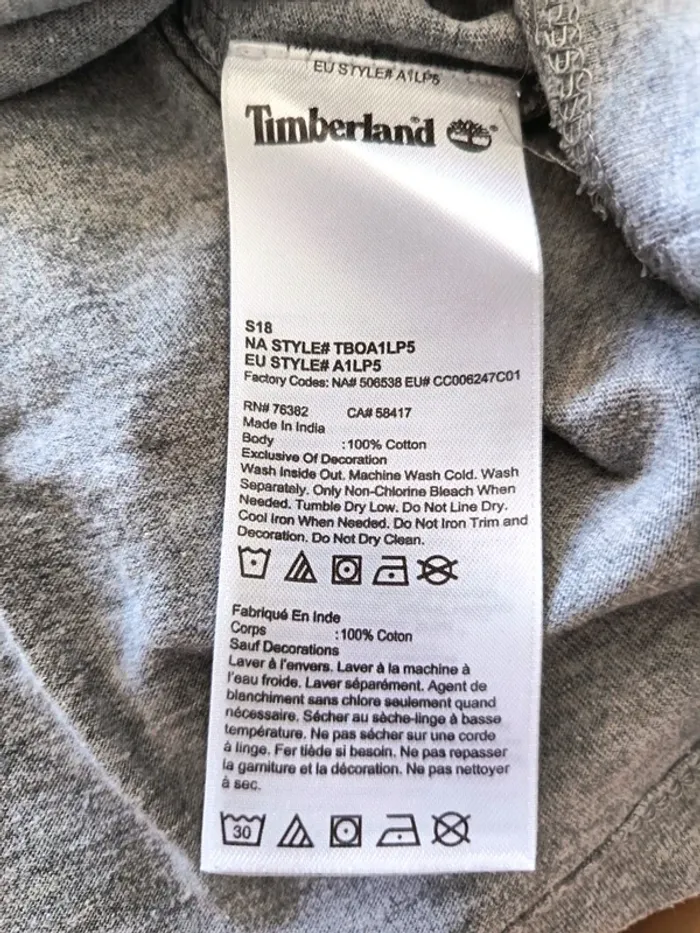 EU STYLE# A1LP5
Timberland
S18
NA STYLE# TBOA1LP5
EU STYLE# A1LP5
Factory Codes: NA# 506538 EU# CC006247C01
RN# 76382 CA# 58417
Made In India
Body :100% Cotton
Exclusive Of Decoration
Wash Inside Out. Machine Wash Cold. Wash
Separately. Only Non-Chlorine Bleach When
Needed. Tumble Dry Low. Do Not Line Dry.
Cool Iron When Needed. Do Not Iron Trim and
Decoration. Do Not Dry Clean.
Fabriqué En Inde
Corps :100% Coton
Sauf Decorations
Laver à l'envers. Laver à la machine à
l'eau froide. Laver séparément. Agent de
blanchiment sans chlore seulement quand
nécessaire. Sécher au sèche-linge à basse
température. Ne pas sécher sur une corde
à linge. Fer tiède si besoin. Ne pas repasser
la garniture et la décoration. Ne pas nettoyer
à sec.
30